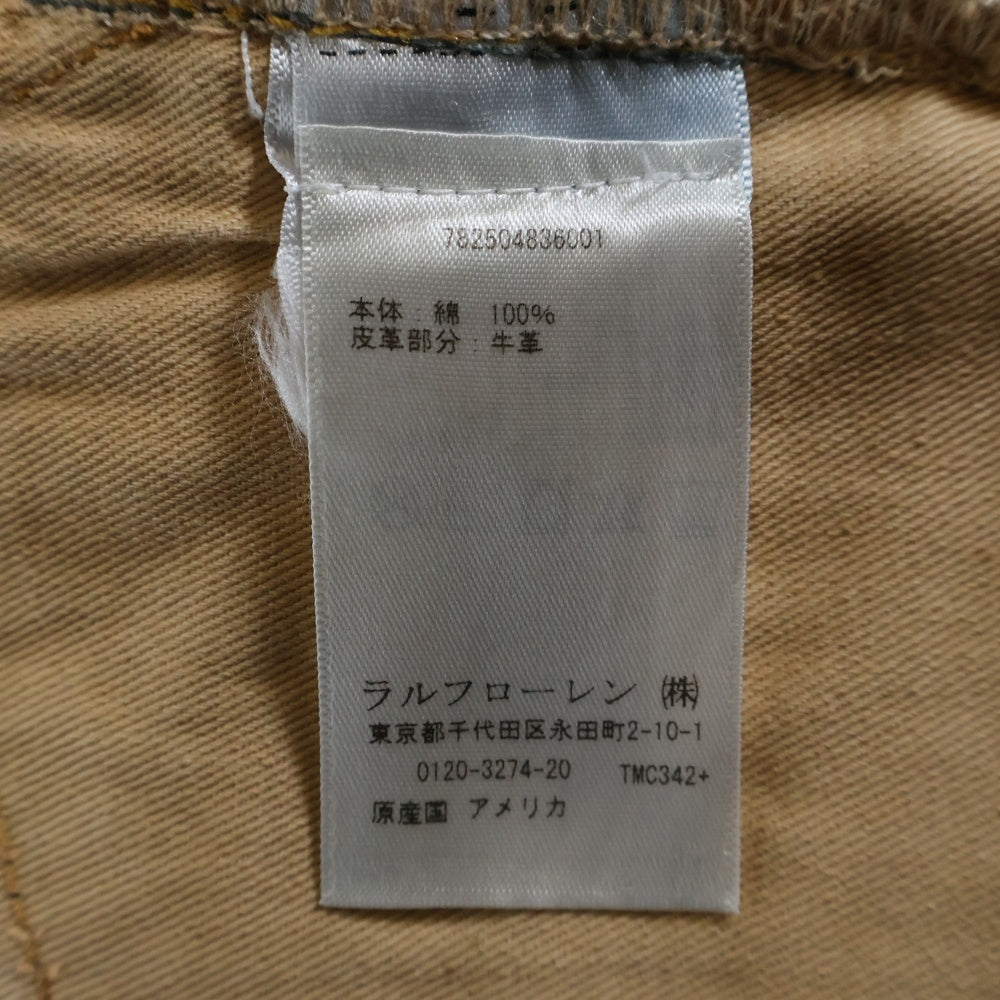 782504836001
本体：綿 100%
皮革部分：牛革
ラルフローレン ㈱
東京都千代田区永田町2-10-1
0120-3274-20 TMC342+
原産国 アメリカ